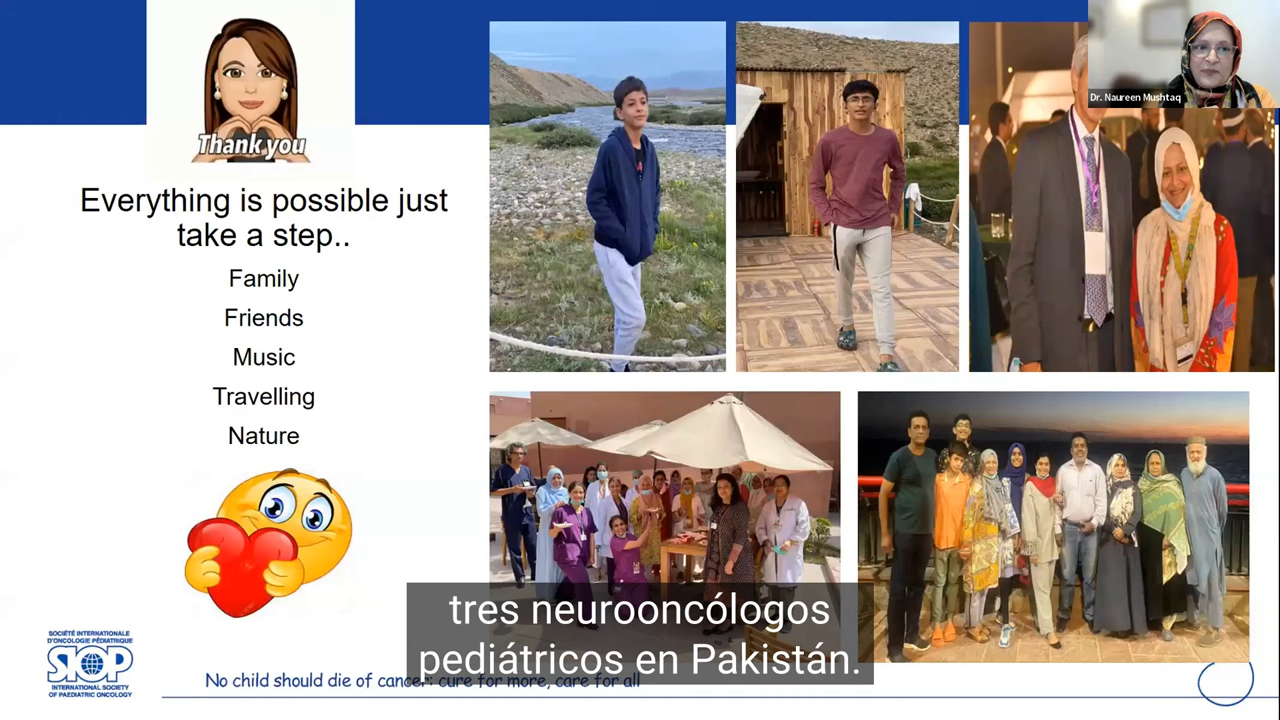 Thank you
Everything is possible just
take a step..
Family
Friends
Music
Travelling
Nature
Dr. Naureen Mushtaq
tres neurooncólogos
pediátricos en Pakistán.
SOCIÉTÉ INTERNATIONALE
D'ONCOLOGIE PÉDIATRIQUE
SIOP
INTERNATIONAL SOCIETY
OF PAEDIATRIC ONCOLOGY
No child should die of cancer: cure for more, care for all